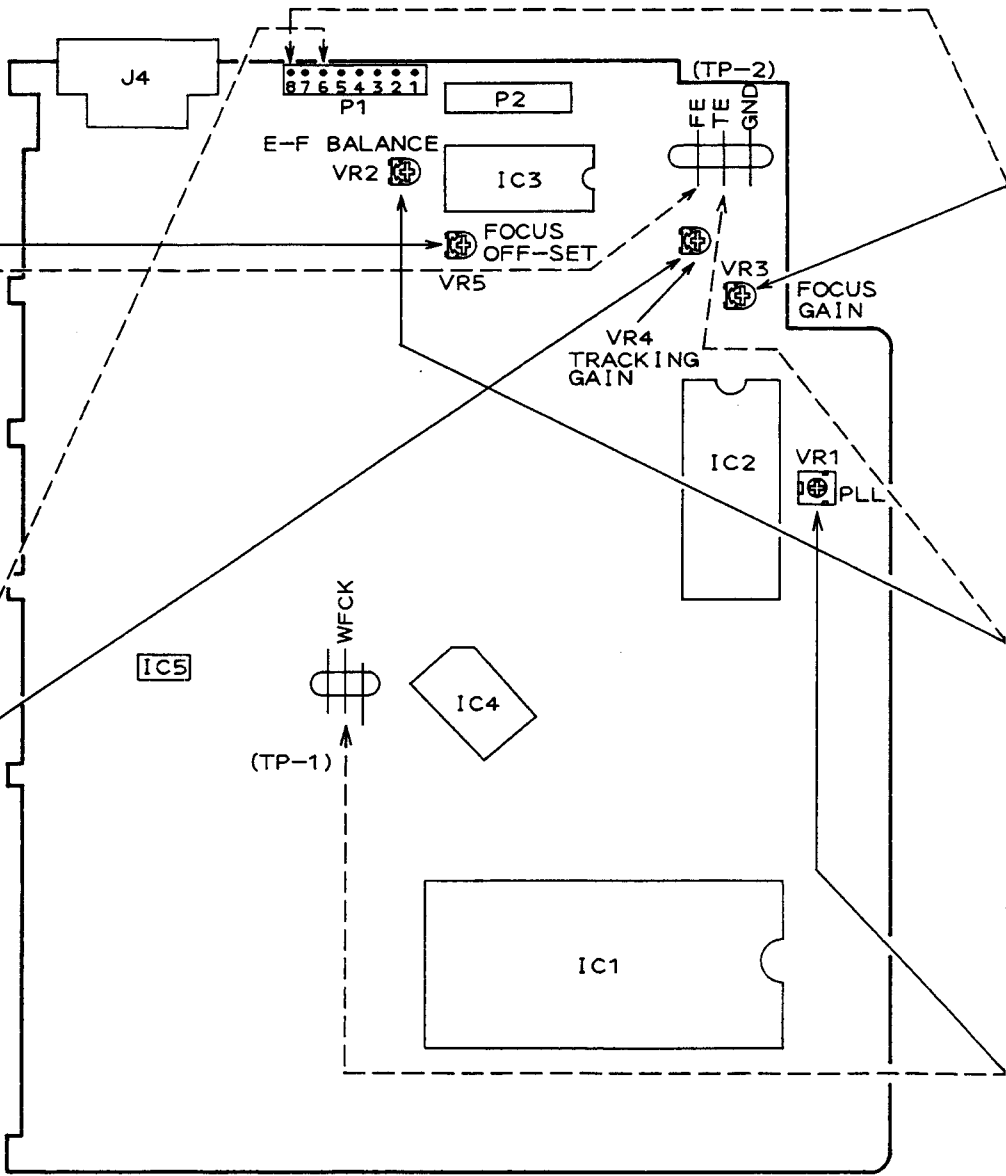 J4
8 7 6 5 4 3 2 1
P1
P2
(TP-2)
FE
TE
GND
E-F BALANCE
VR2
IC3
FOCUS
OFF-SET
VR5
VR3
FOCUS
GAIN
VR4
TRACKING
GAIN
IC2
VR1
PLL
WFCK
IC5
IC4
(TP-1)
IC1